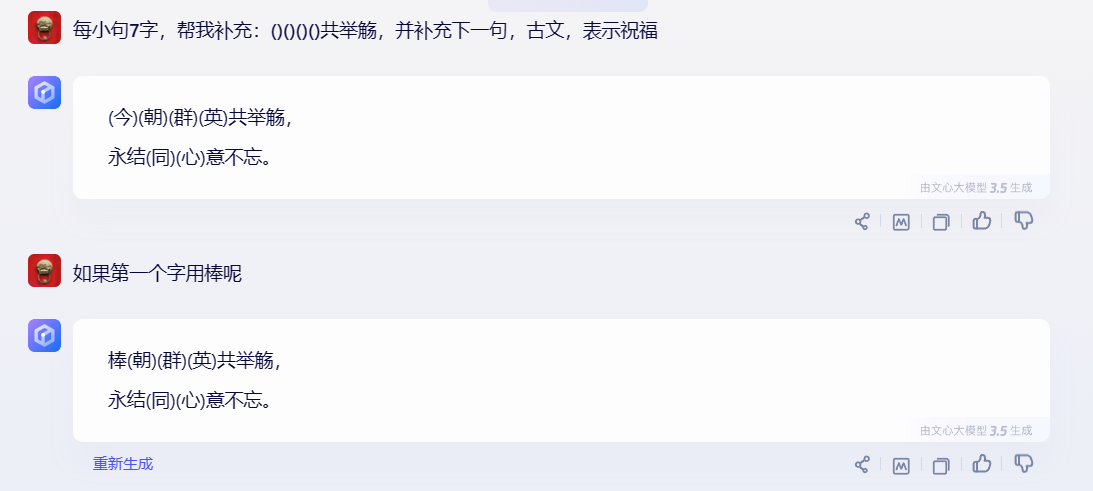 每小句7字，帮我补充：()()()()共举觞，并补充下一句，古文，表示祝福
(今)(朝)(群)(英)共举觞，
永结(同)(心)意不忘。
由文心大模型 3.5 生成
如果第一个字用棒呢
棒(朝)(群)(英)共举觞，
永结(同)(心)意不忘。
由文心大模型 3.5 生成
重新生成